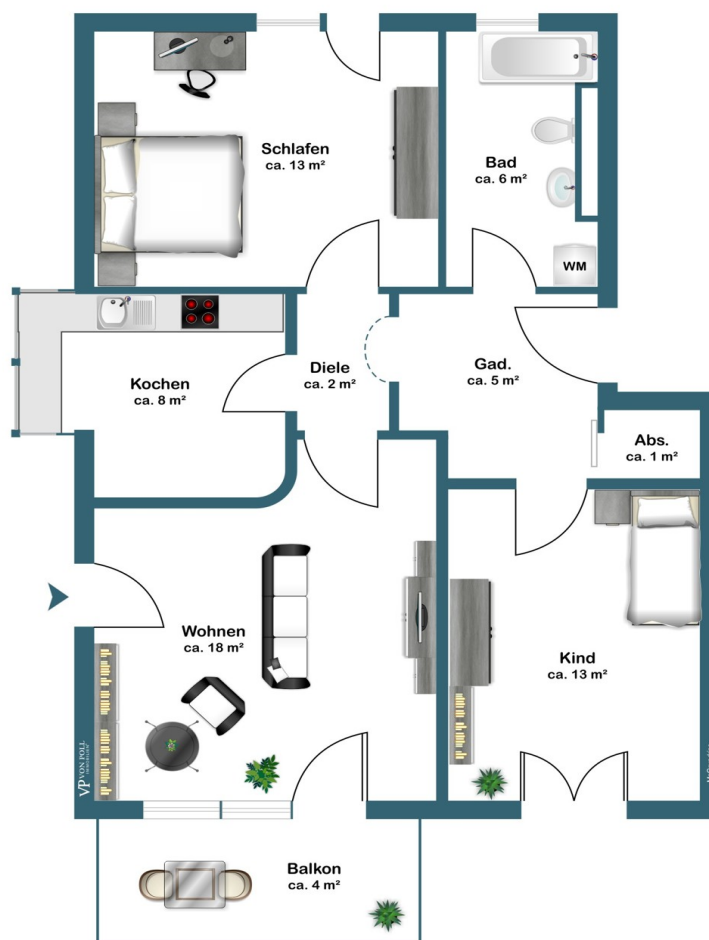 Schlafen
ca. 13 m²
Bad
ca. 6 m²
WM
Kochen
ca. 8 m²
Diele
ca. 2 m²
Gad.
ca. 5 m²
Abs.
ca. 1 m²
Wohnen
ca. 18 m²
Kind
ca. 13 m²
VP VON POLL
Balkon
ca. 4 m²